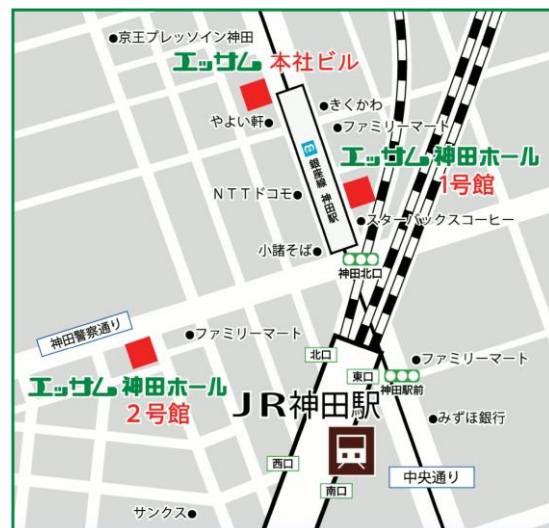 京王プレッソイン神田
エッサム 本社ビル
きくかわ
やよい軒
ファミリーマート
エッサム 神田ホール
1号館
銀座線 神田駅
NTTドコモ
スターバックスコーヒー
小諸そば
神田北口
神田警察通り
ファミリーマート
北口
ファミリーマート
東口
神田駅前
エッサム 神田ホール
2号館
JR神田駅
みずほ銀行
西口
中央通り
南口
サンクス